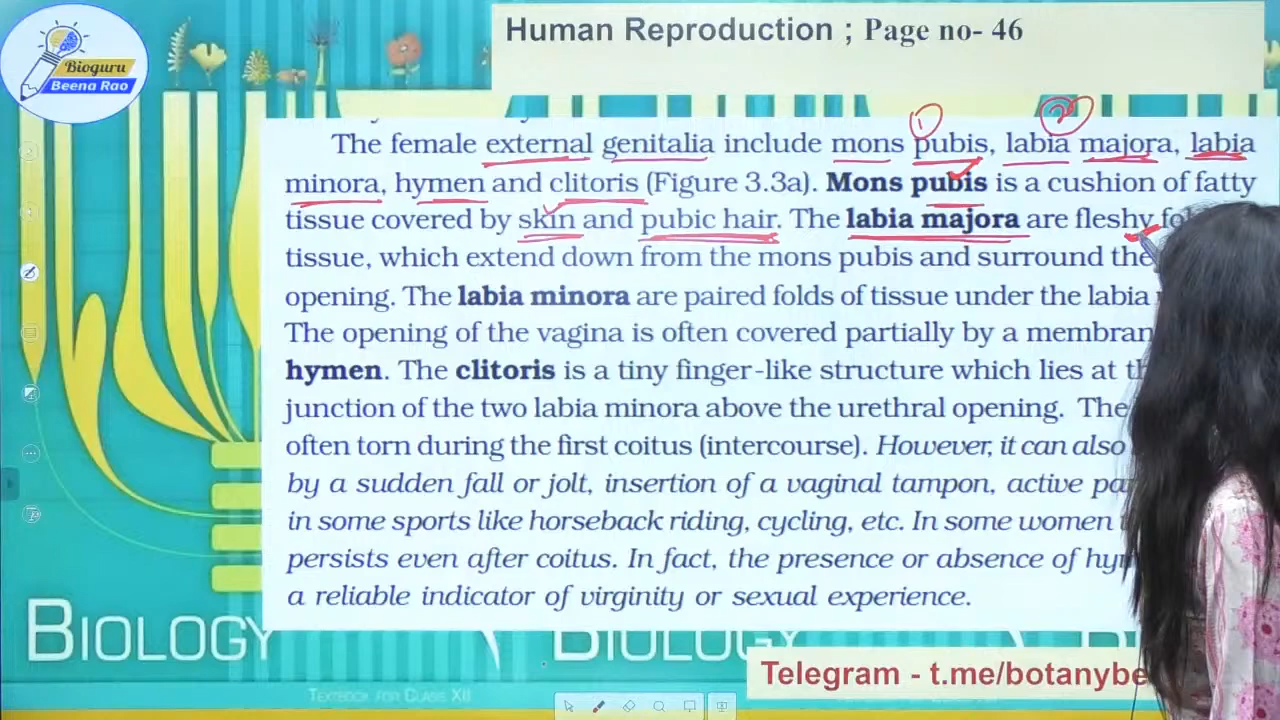 Bioguru
Beena Rao
Human Reproduction ; Page no- 46
1 2
The female external genitalia include mons pubis, labia majora, labia
minora, hymen and clitoris (Figure 3.3a). Mons pubis is a cushion of fatty
tissue covered by skin and pubic hair. The labia majora are fleshy
tissue, which extend down from the mons pubis and surround the
opening. The labia minora are paired folds of tissue under the labia
The opening of the vagina is often covered partially by a
hymen. The clitoris is a tiny finger-like structure which lies at
junction of the two labia minora above the urethral opening. The
often torn during the first coitus (intercourse). However, it can also
by a sudden fall or jolt, insertion of a vaginal tampon, active
in some sports like horseback riding, cycling, etc. In some women
persists even after coitus. In fact, the presence or absence of
a reliable indicator of virginity or sexual experience.
BIOLOGY BIOLOGY
TEXTBOOK FOR CLASS XII
Telegram - t.me/botanybe